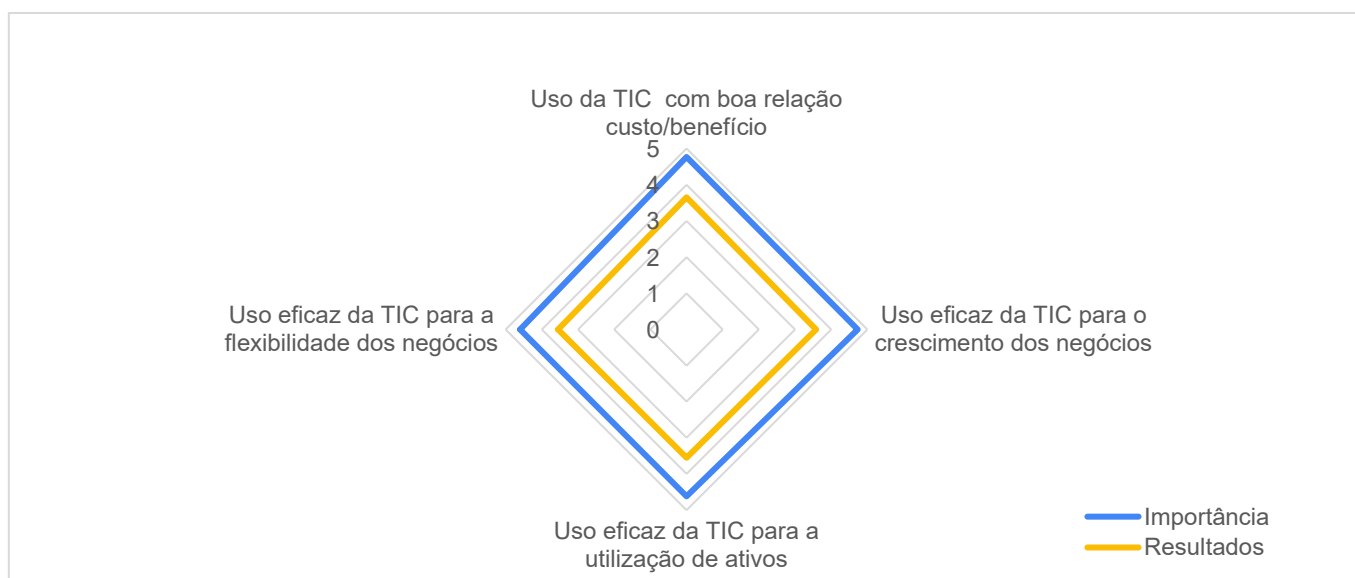 Uso da TIC  com boa relação
custo/benefício
5
4
3
2
1
0
Uso eficaz da TIC para a
flexibilidade dos negócios
Uso eficaz da TIC para o
crescimento dos negócios
Uso eficaz da TIC para a
utilização de ativos
Importância
Resultados